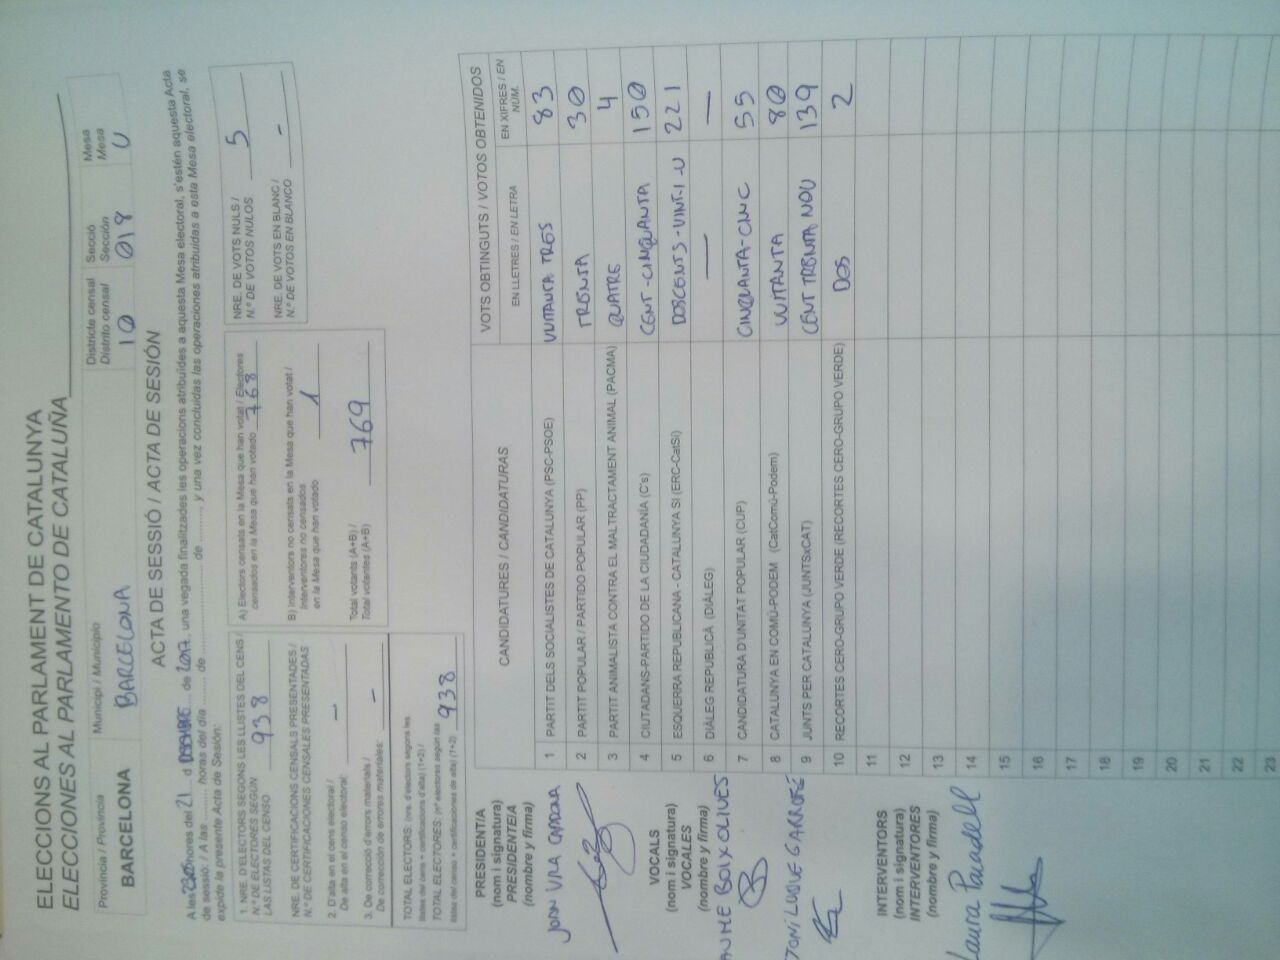 ELECCIONS AL PARLAMENT DE CATALUNYA
ELECCIONES AL PARLAMENTO DE CATALUÑA
Província / Provincia
BARCELONA
Municipi / Municipio
BARCELONA
Districte censal
Distrito censal
10
Secció
Sección
018
Mesa
Mesa
U
ACTA DE SESSIÓ / ACTA DE SESIÓN
A les hores del 21 d de 2017, una vegada finalitzades les operacions atribuïdes a aquesta Mesa electoral, s'estén aquesta Acta
de sessió. / A las ......... horas del día ......... de ......................... de ........., y una vez concluidas las operaciones atribuidas a esta Mesa electoral, se
expide la presente Acta de Sesión:
1. NRE. D'ELECTORS SEGONS LES LLISTES DEL CENS /
N.º DE ELECTORES SEGÚN
LAS LISTAS DEL CENSO 938
NRE. DE CERTIFICACIONS CENSALS PRESENTADES /
N.º DE CERTIFICACIONES CENSALES PRESENTADAS
2. D'alta en el cens electoral /
De alta en el censo electoral: –
3. De correcció d'errors materials /
De corrección de errores materiales: –
TOTAL ELECTORS: (nre. d'electors segons les
llistes del cens + certificacions d'alta) (1+2) /
TOTAL ELECTORES: (nº electores según las
listas del censo + certificaciones de alta) (1+2) 938
A) Electors censats en la Mesa que han votat / Electores
censados en la Mesa que han votado 768
B) Interventors no censats en la Mesa que han votat /
Interventores no censados
en la Mesa que han votado 1
Total votants (A+B) /
Total votantes (A+B) 769
NRE. DE VOTS NULS /
N.º DE VOTOS NULOS 5
NRE. DE VOTS EN BLANC /
N.º DE VOTOS EN BLANCO -
CANDIDATURES / CANDIDATURAS
VOTS OBTINGUTS / VOTOS OBTENIDOS
EN LLETRES / EN LETRA
EN XIFRES / EN NÚM.
1 PARTIT DELS SOCIALISTES DE CATALUNYA (PSC-PSOE) VUITANTA TRES 83
2 PARTIT POPULAR / PARTIDO POPULAR (PP) TRENTA 30
3 PARTIT ANIMALISTA CONTRA EL MALTRACTAMENT ANIMAL (PACMA) QUATRE 4
4 CIUTADANS-PARTIDO DE LA CIUDADANÍA (C's) CENT-CINQUANTA 150
5 ESQUERRA REPUBLICANA - CATALUNYA SÍ (ERC-CatSí) DOSCENTS-VINT-I-U 221
6 DIÀLEG REPUBLICÀ (DIÀLEG) — —
7 CANDIDATURA D'UNITAT POPULAR (CUP) CINQUANTA-CINC 55
8 CATALUNYA EN COMÚ-PODEM (CatComú-Podem) VUITANTA 80
9 JUNTS PER CATALUNYA (JUNTSxCAT) CENT TRENTA NOU 139
10 RECORTES CERO-GRUPO VERDE (RECORTES CERO-GRUPO VERDE) DOS 2
11
12
13
14
15
16
17
18
19
20
21
22
23
PRESIDENT/A
(nom i signatura)
PRESIDENTE/A
(nombre y firma)
JOAN VILA CARDONA
VOCALS
(nom i signatura)
VOCALES
(nombre y firma)
AUME BOIX OLIVES
TONI LUQUE GARROTÉ
INTERVENTORS
(nom i signatura)
INTERVENTORES
(nombre y firma)
Laura Paradell